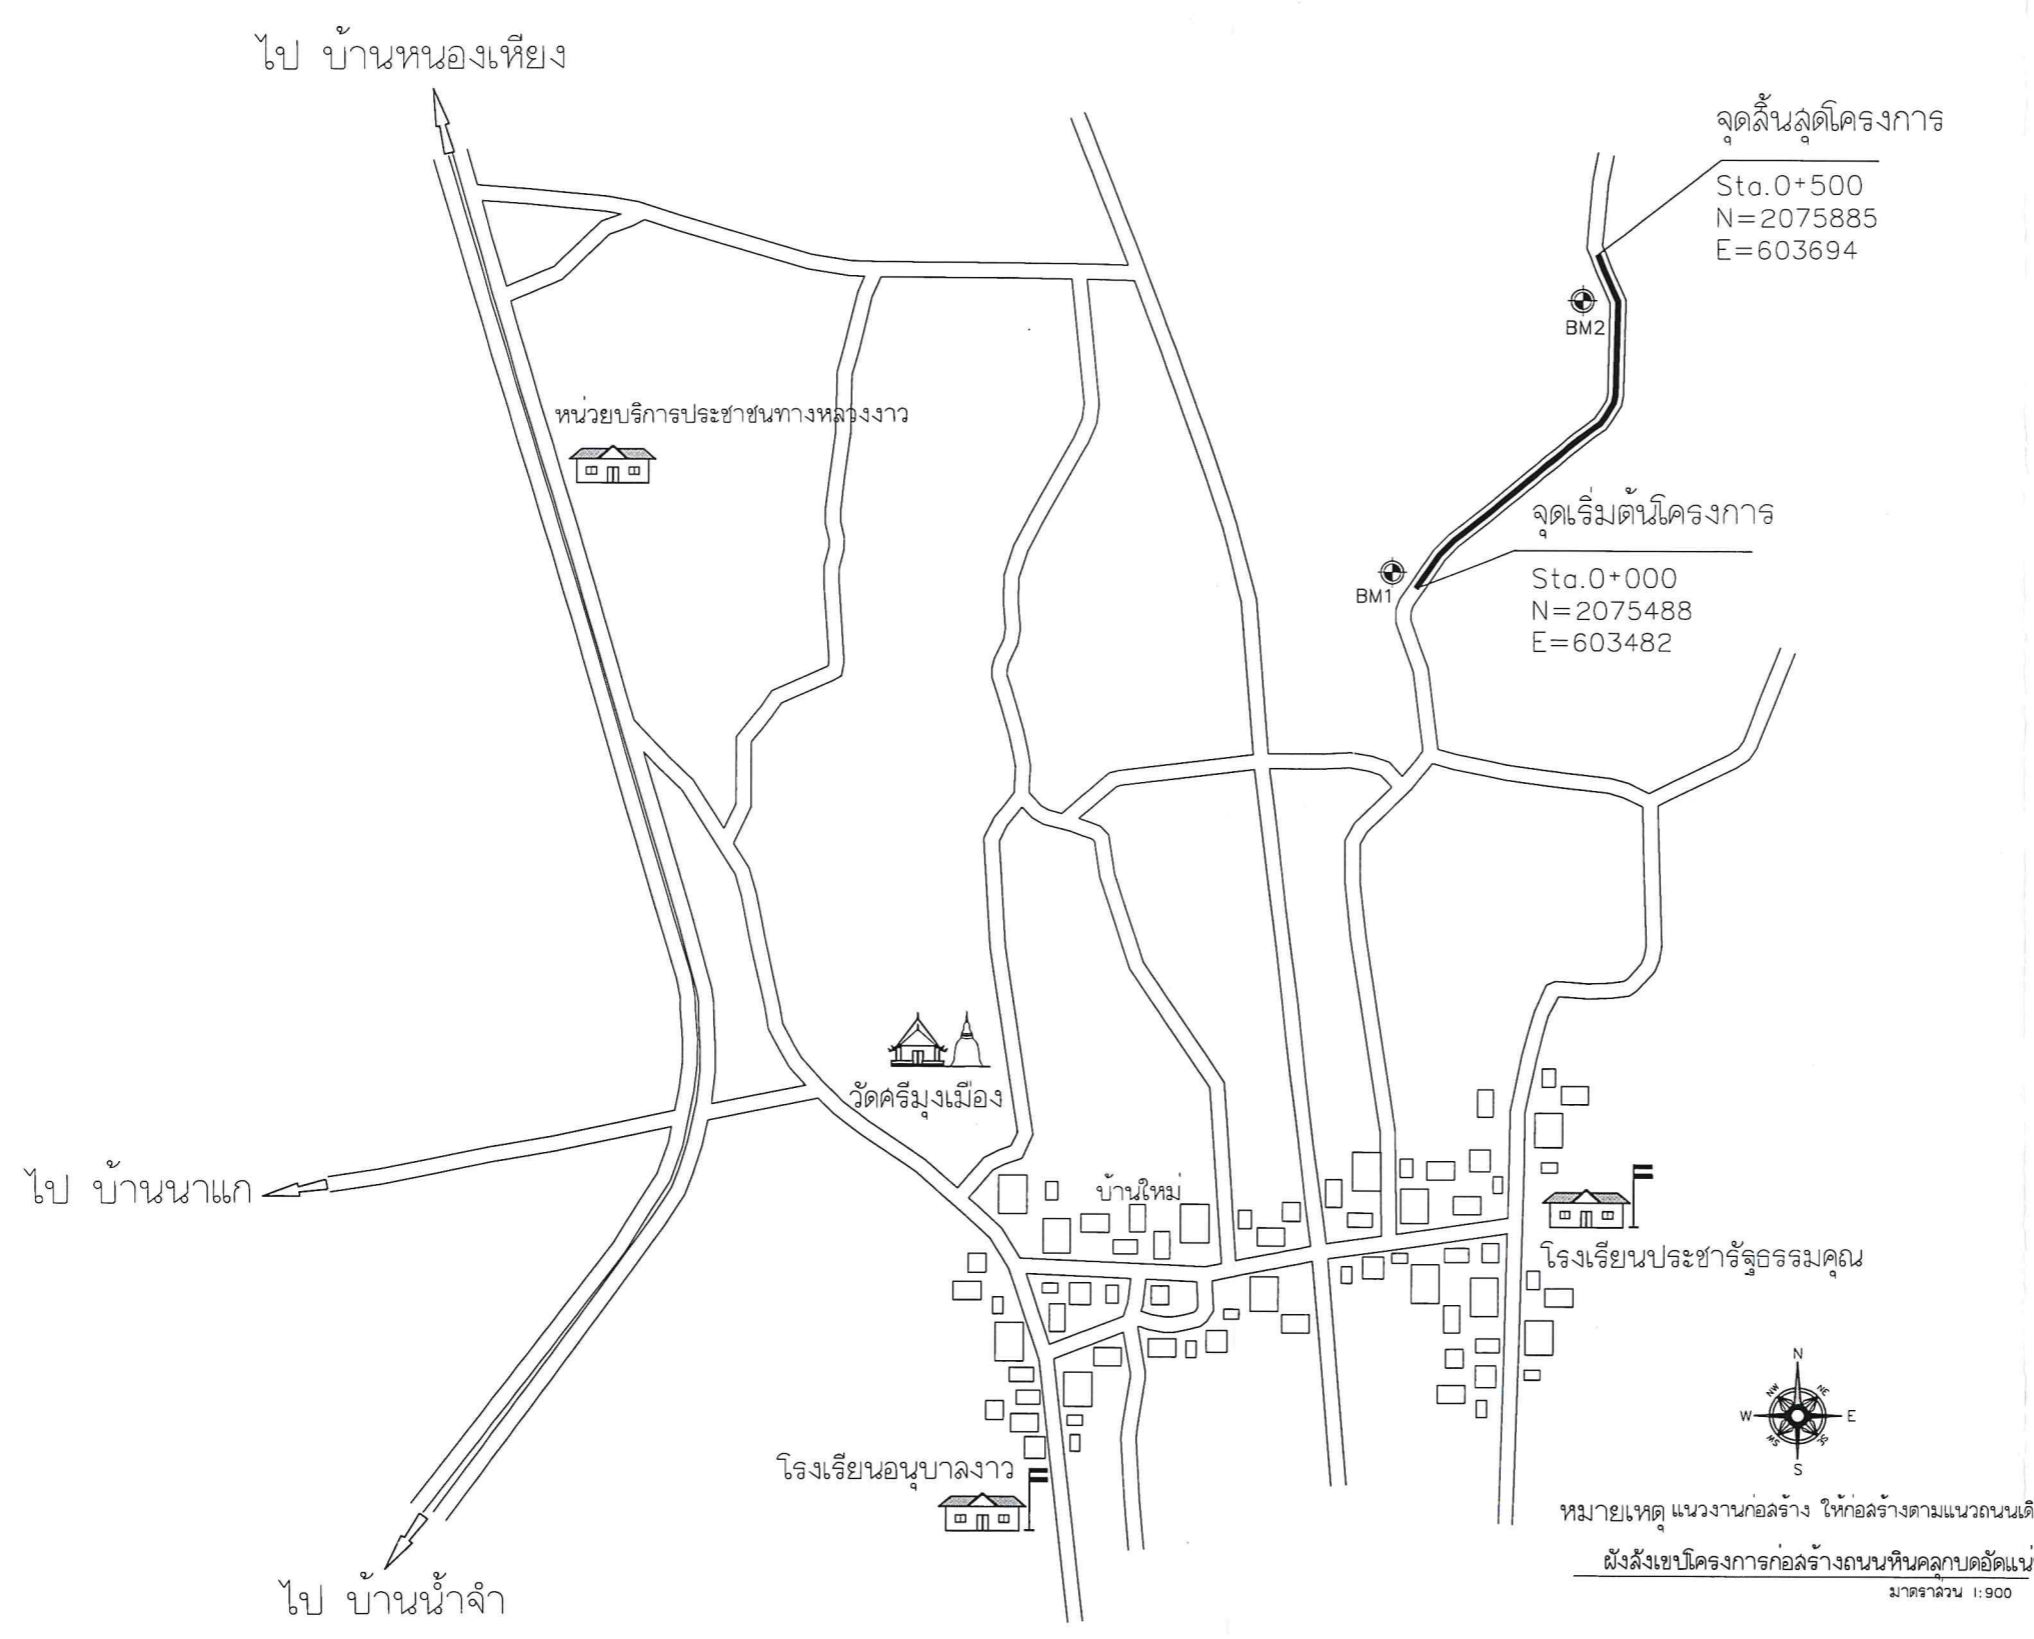 ไป บ้านหนองเหียง
จุดสิ้นสุดโครงการ
Sta.0+500
N=2075885
E=603694
BM2
หน่วยบริการประชาชนทางหลวงงาว
จุดเริ่มต้นโครงการ
Sta.0+000
N=2075488
E=603482
BM1
วัดศรีมุงเมือง
ไป บ้านนาแก
บ้านใหม่
โรงเรียนประชารัฐธรรมคุณ
N
NW NE
W E
SW SE
S
โรงเรียนอนุบาลงาว
หมายเหตุ แนวงานก่อสร้าง ให้ก่อสร้างตามแนวถนนเดิ
ผังสังเขปโครงการก่อสร้างถนนหินคลุกบดอัดแน่
มาตราส่วน 1:900
ไป บ้านน้ำจำ